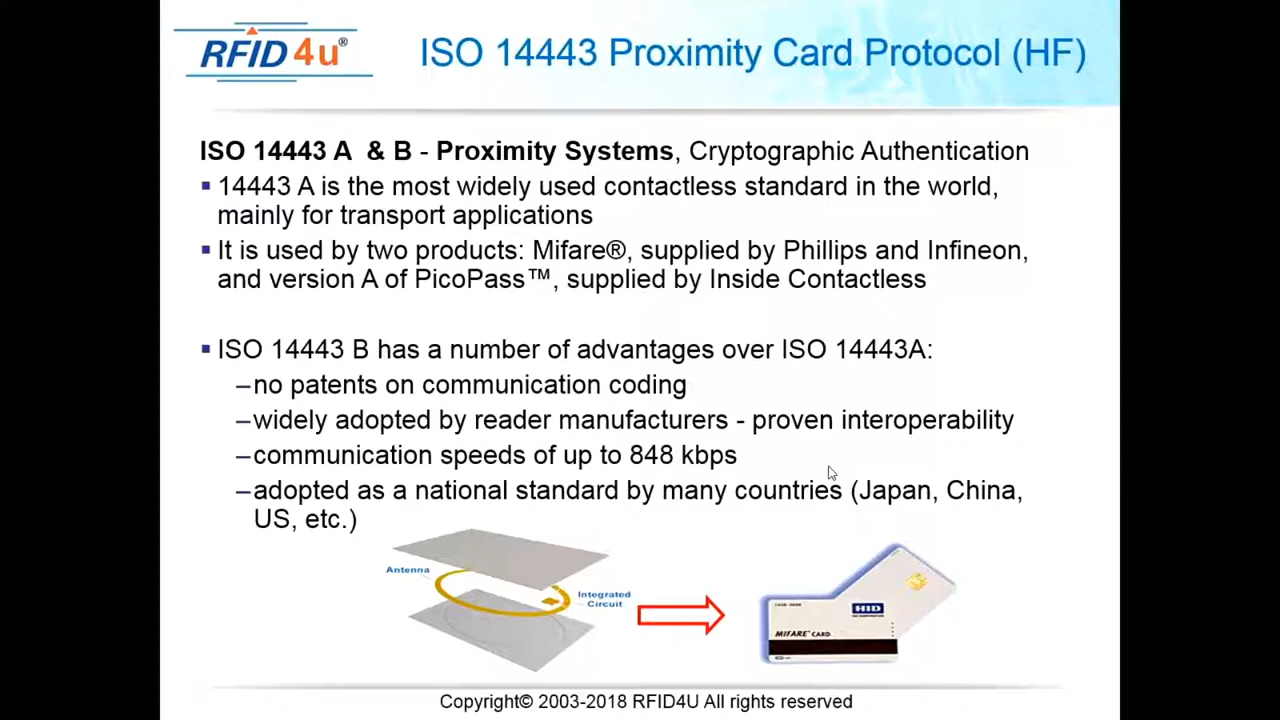 RFID 4u®
ISO 14443 Proximity Card Protocol (HF)
ISO 14443 A & B - Proximity Systems, Cryptographic Authentication
14443 A is the most widely used contactless standard in the world,
mainly for transport applications
It is used by two products: Mifare®, supplied by Phillips and Infineon,
and version A of PicoPass™, supplied by Inside Contactless
ISO 14443 B has a number of advantages over ISO 14443A:
–no patents on communication coding
–widely adopted by reader manufacturers - proven interoperability
–communication speeds of up to 848 kbps
–adopted as a national standard by many countries (Japan, China,
US, etc.)
Antenna
Integrated
Circuit
HID
MIFARE™ CARD
Copyright© 2003-2018 RFID4U All rights reserved